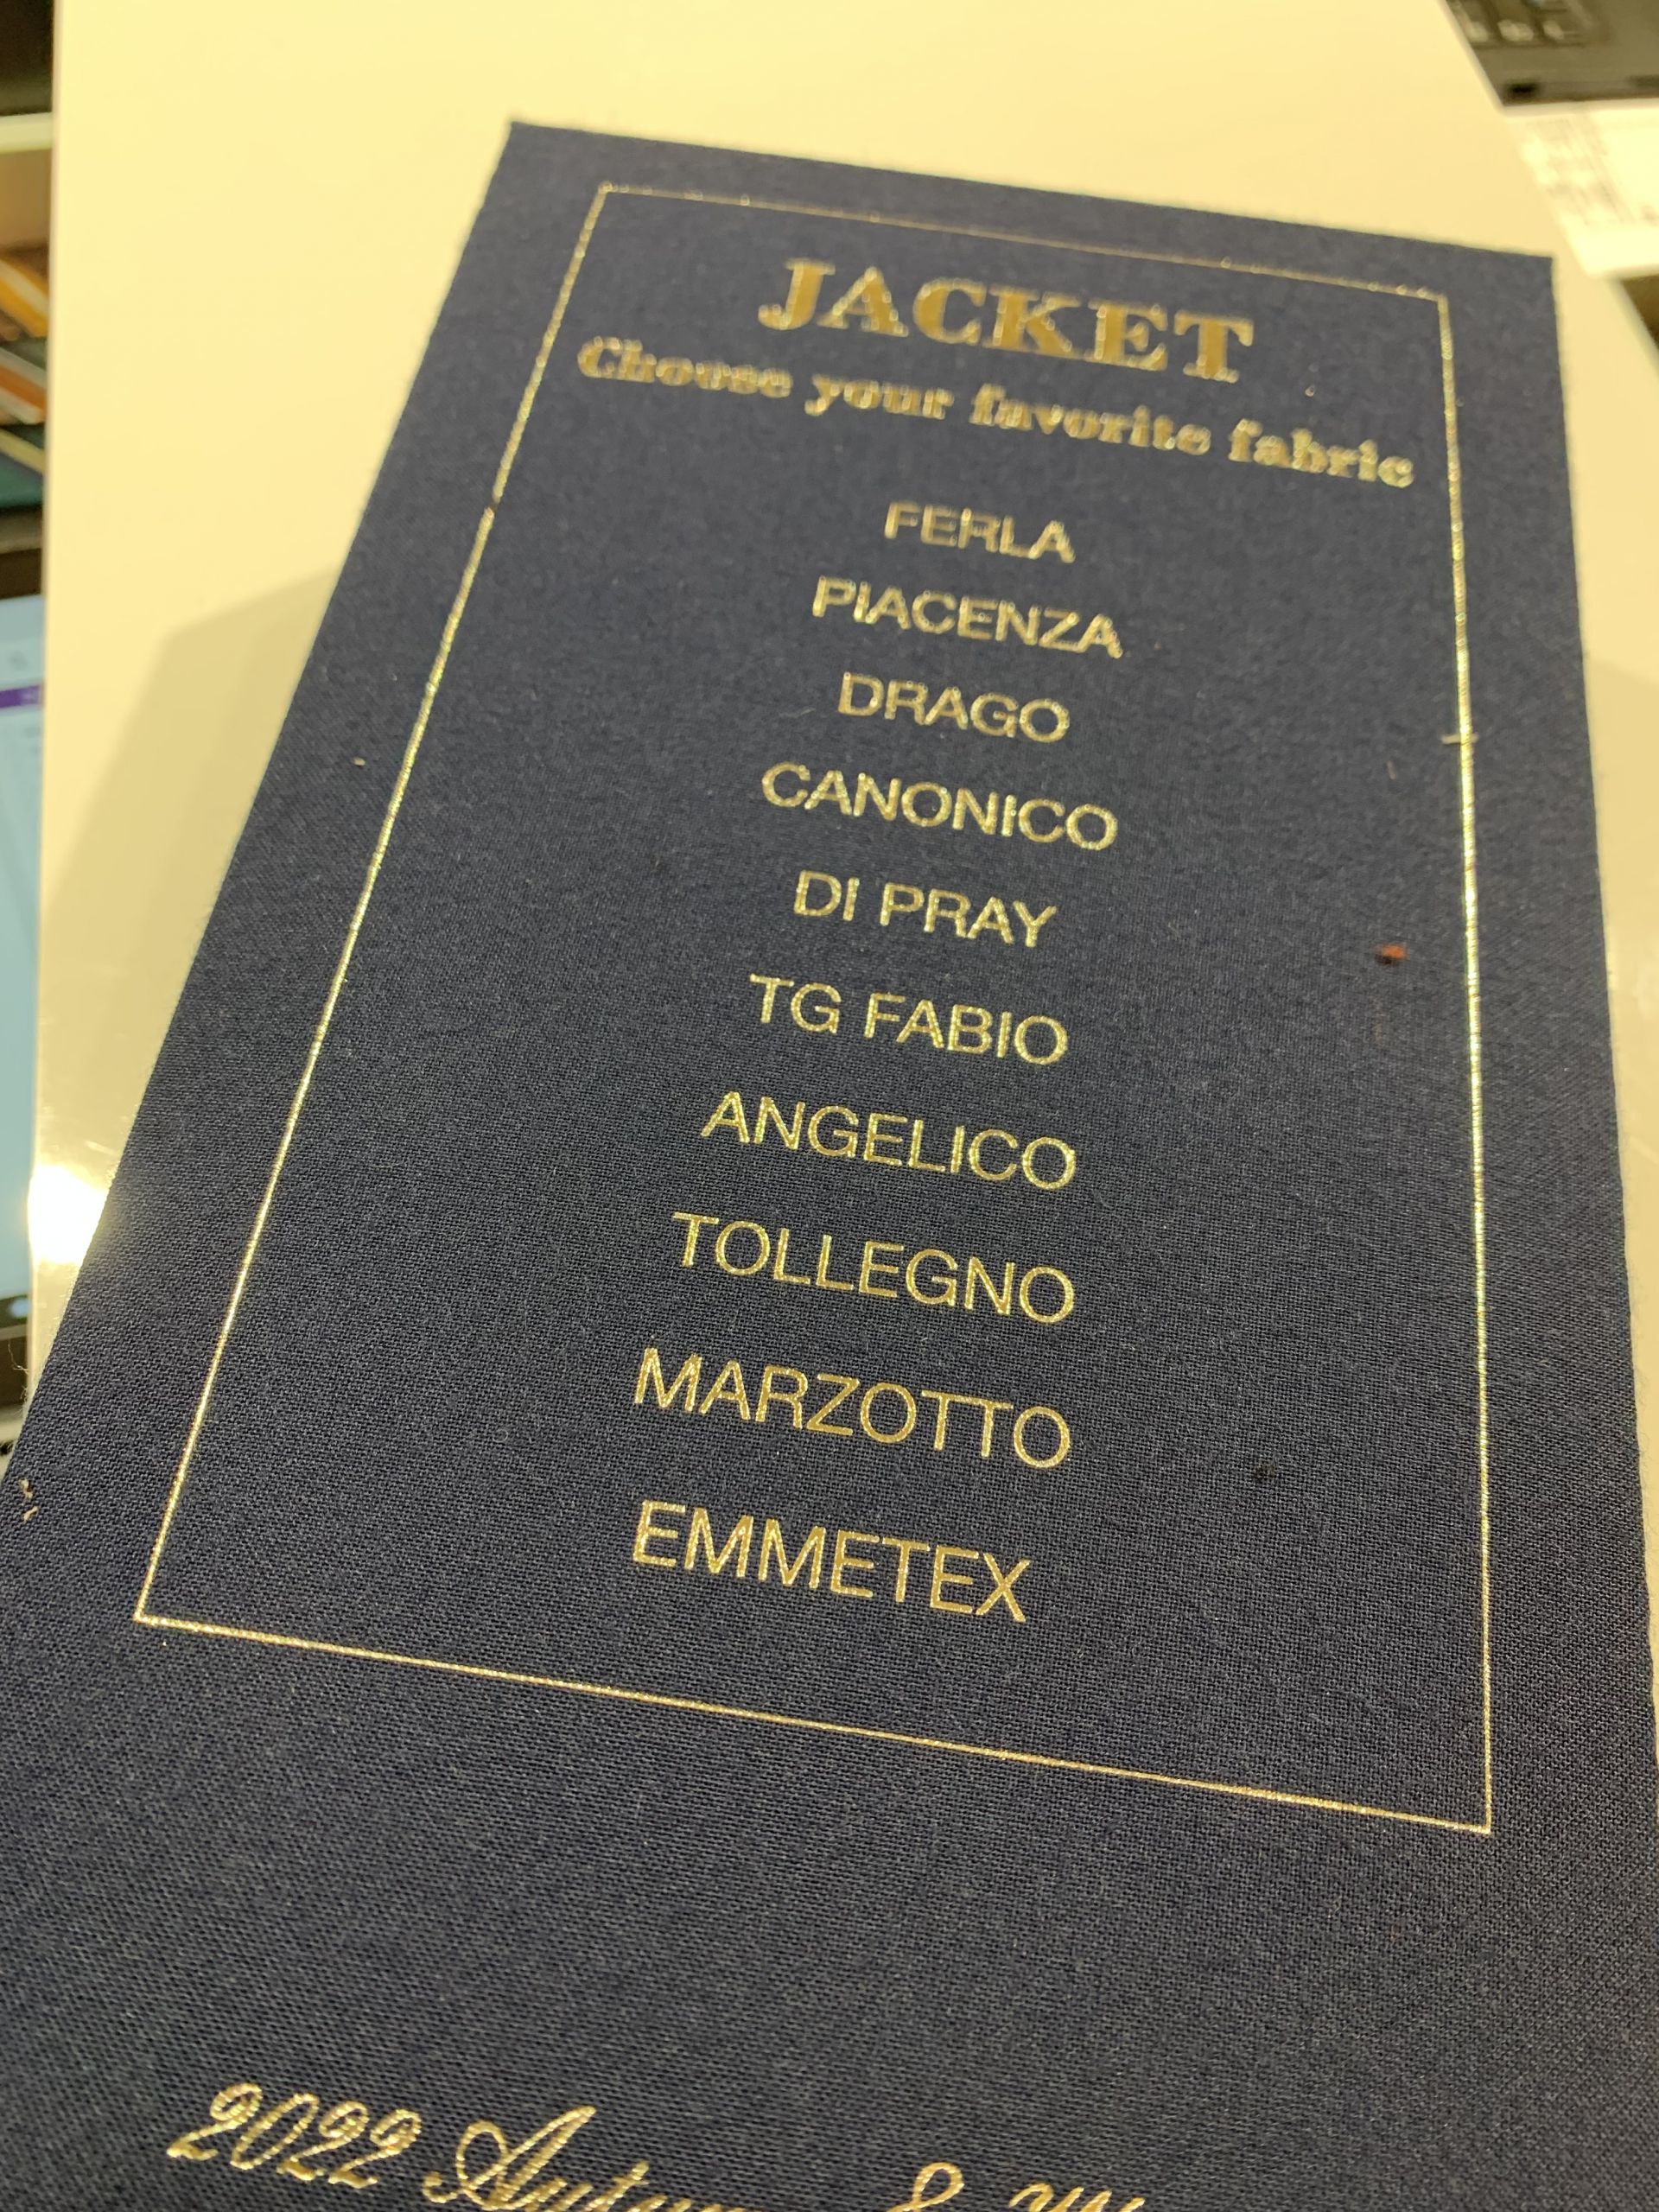 JACKET
Choose your favorite fabric
FERLA
PIACENZA
DRAGO
CANONICO
DI PRAY
TG FABIO
ANGELICO
TOLLEGNO
MARZOTTO
EMMETEX
2022 &